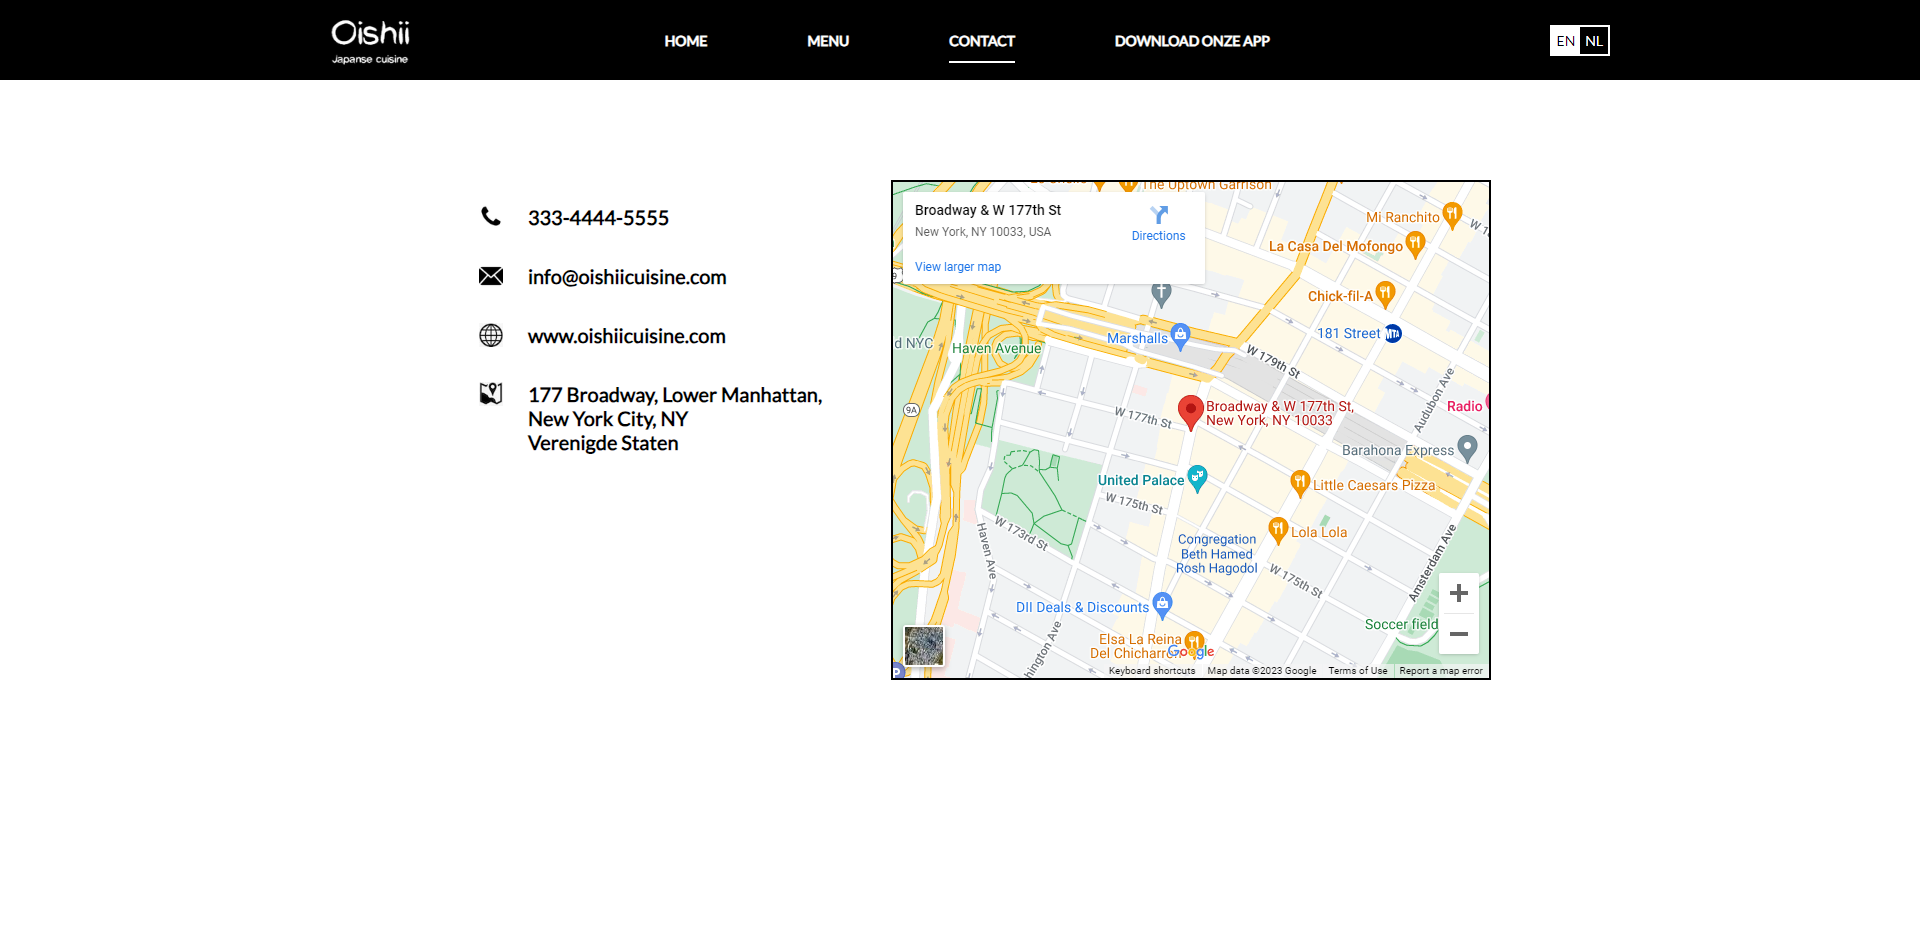 Oishii
Japanse cuisine
HOME
MENU
CONTACT
DOWNLOAD ONZE APP
EN
NL
333-4444-5555
info@oishiicuisine.com
www.oishiicuisine.com
177 Broadway, Lower Manhattan,
New York City, NY
Verenigde Staten
The Uptown Garrison
Broadway & W 177th St
New York, NY 10033, USA
Directions
View larger map
Mi Ranchito
La Casa Del Mofongo
Chick-fil-A
181 Street
MTA
Marshalls
d NYC
Haven Avenue
W 179th St
9A
W 177th St
Broadway & W 177th St,
New York, NY 10033
Audubon Ave
Radio
Barahona Express
United Palace
W 175th St
Little Caesars Pizza
Lola Lola
W 173rd St
Haven Ave
Congregation
Beth Hamed
Rosh Hagodol
W 175th St
Amsterdam Ave
DII Deals & Discounts
Soccer field
Elsa La Reina
Del Chicharr
Google
hington Ave
P
Keyboard shortcuts
Map data ©2023 Google
Terms of Use
Report a map error